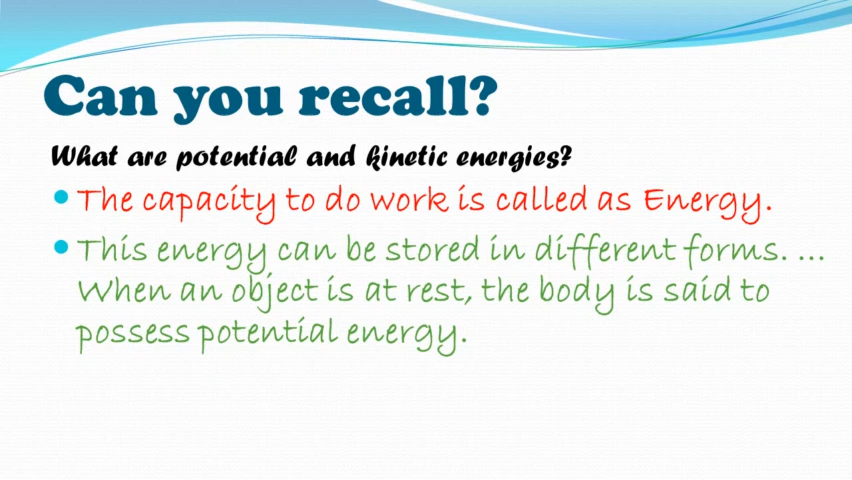 Can you recall?
What are potential and kinetic energies?
• The capacity to do work is called as Energy.
• This energy can be stored in different forms. ...
When an object is at rest, the body is said to
possess potential energy.